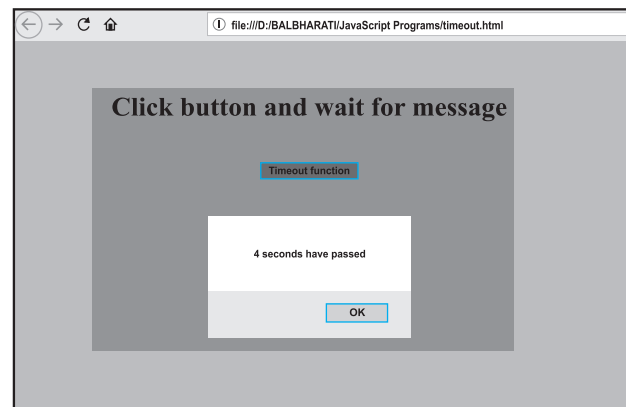 file:///D:/BALBHARATI/JavaScript Programs/timeout.html
Click button and wait for message
Timeout function
4 seconds have passed
OK